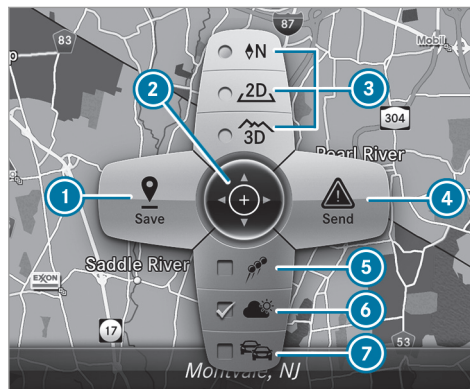 87
83
Mobil
N
2D
3
2
3D
304
Pearl River
1
4
Save
Send
Saddle River
5
EXXON
6
17
53
7
Montvale, NJ